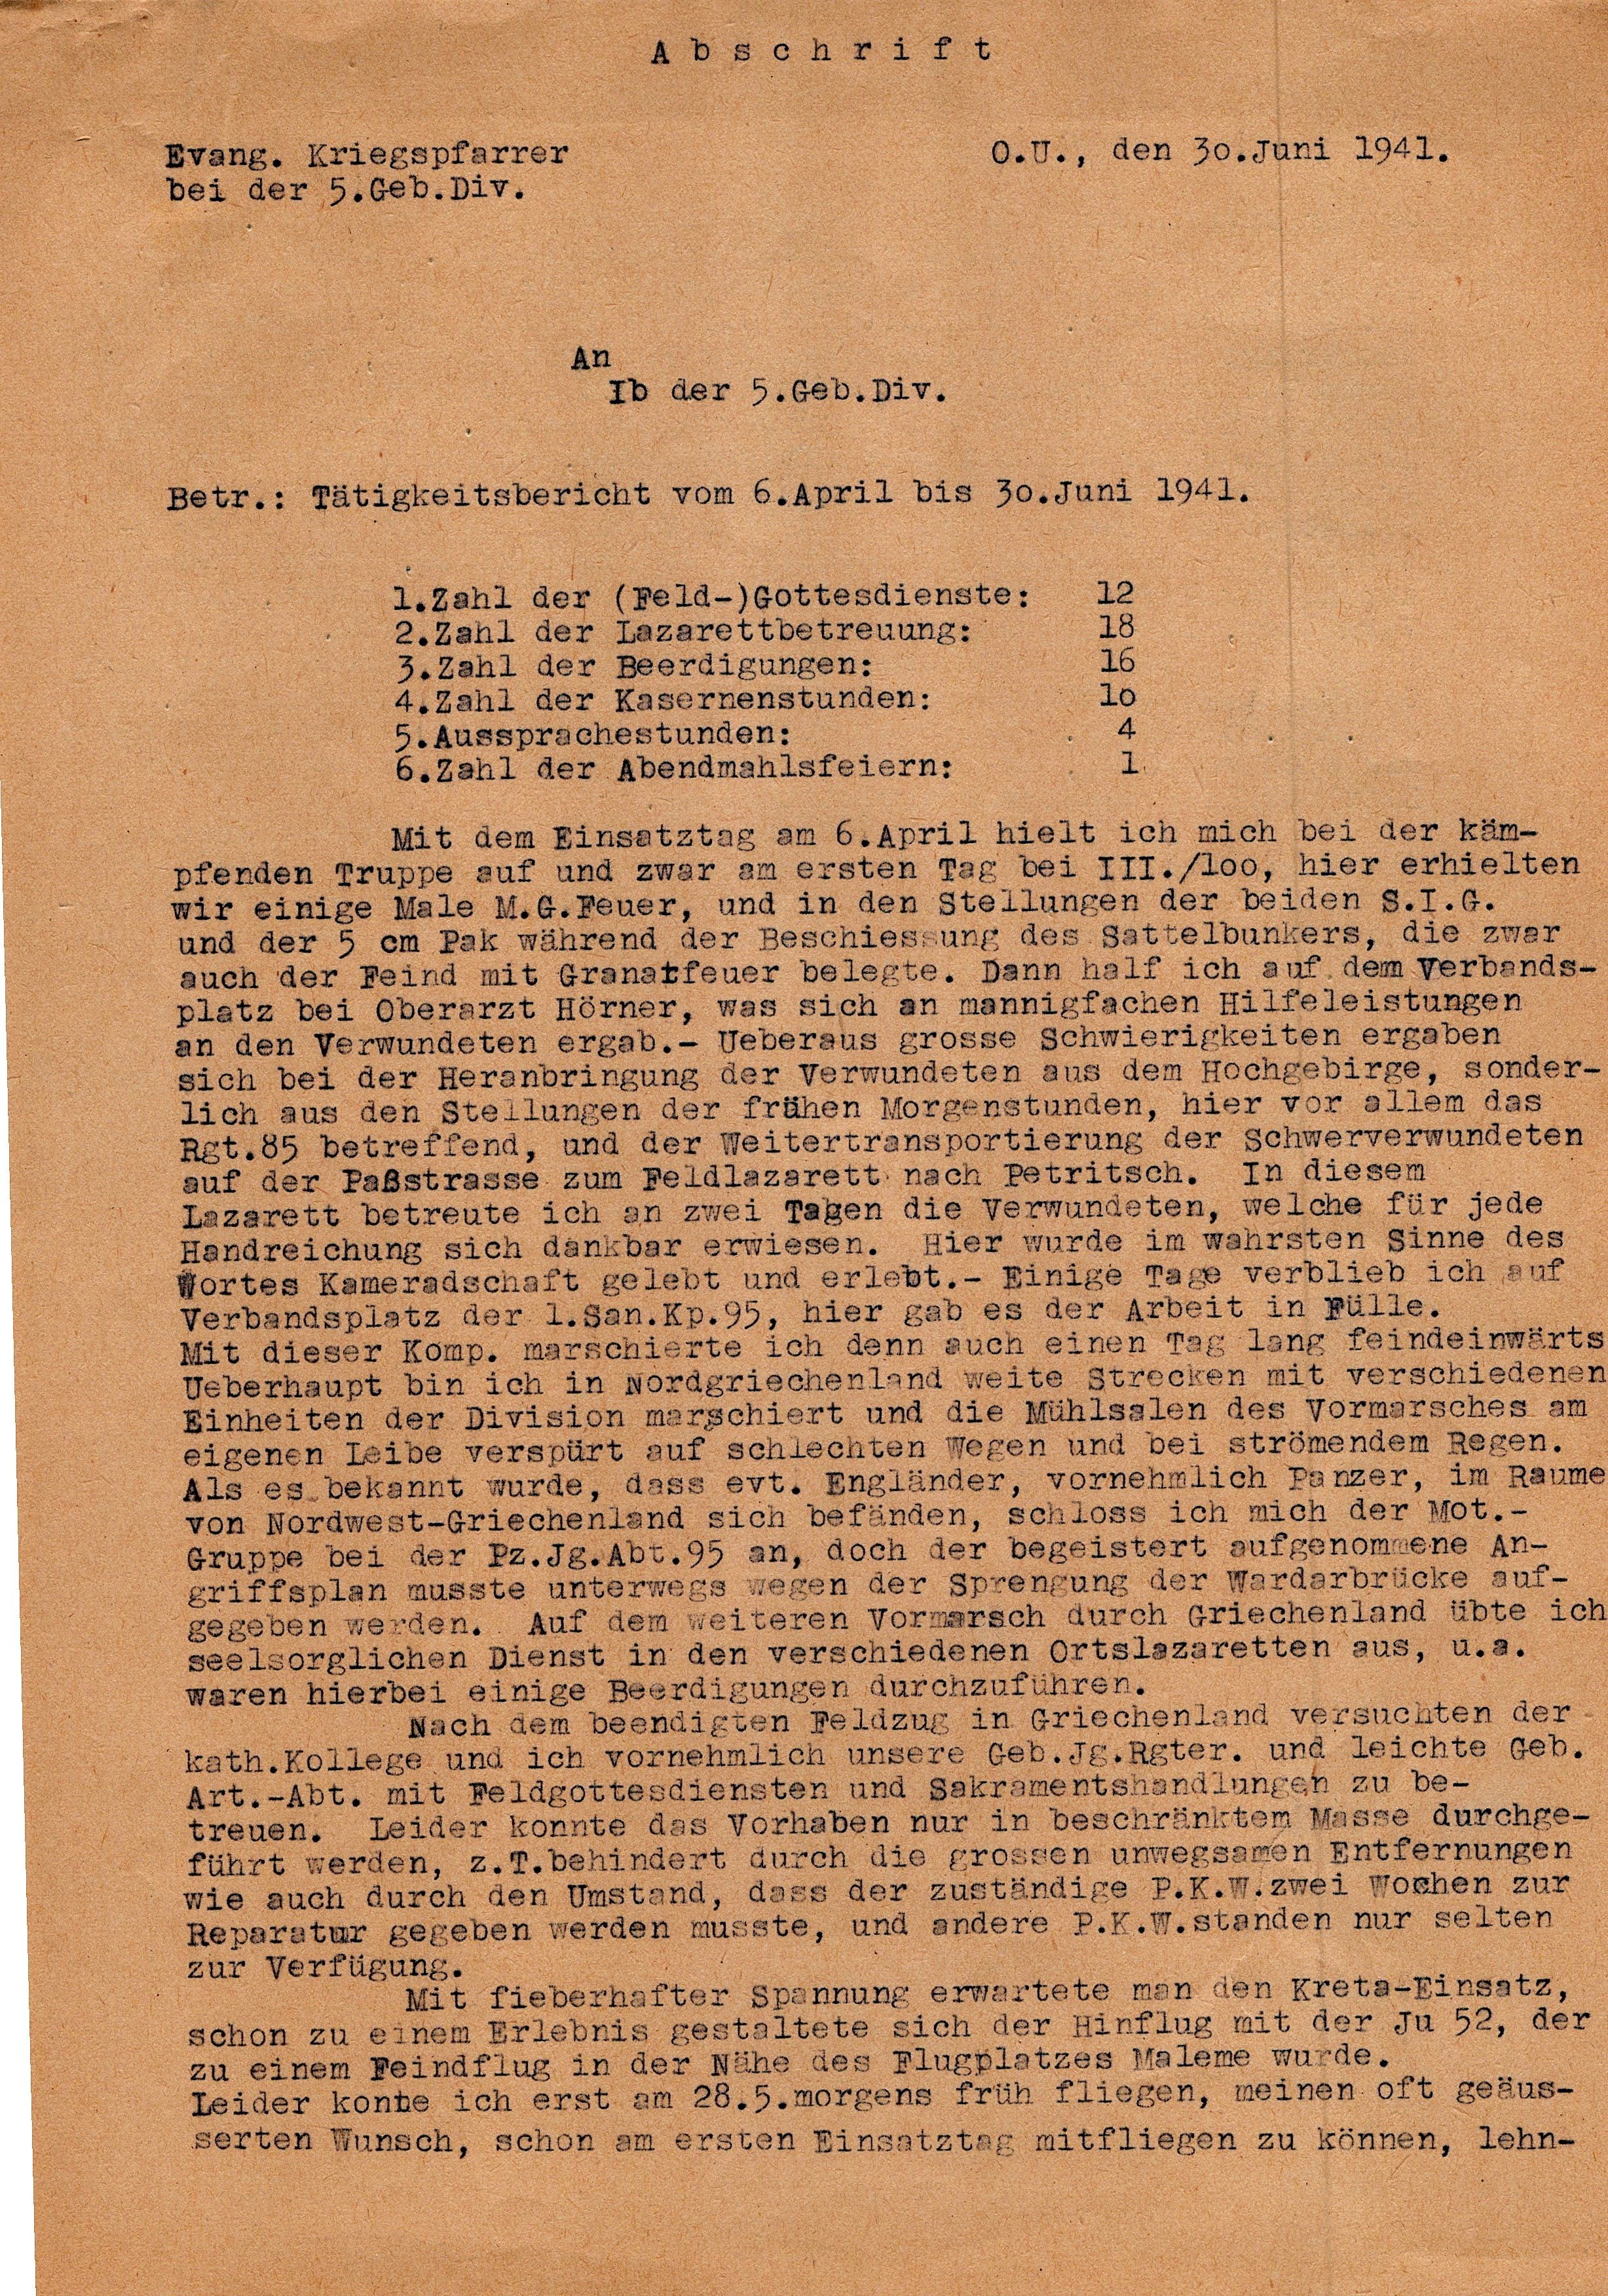 A b s c h r i f t
Evang. Kriegspfarrer
bei der 5.Geb.Div.
O.U., den 3o.Juni 1941.
An
Ib der 5.Geb.Div.
Betr.: Tätigkeitsbericht vom 6.April bis 3o.Juni 1941.
1.Zahl der (Feld-)Gottesdienste: 12
2.Zahl der Lazarettbetreuung: 18
3.Zahl der Beerdigungen: 16
4.Zahl der Kasernenstunden: 1o
5.Aussprachestunden: 4
6.Zahl der Abendmahlsfeiern: 1
Mit dem Einsatztag am 6.April hielt ich mich bei der käm-
pfenden Truppe auf und zwar am ersten Tag bei III./1oo, hier erhielten
wir einige Male M.G.Feuer, und in den Stellungen der beiden S.I.G.
und der 5 cm Pak während der Beschiessung des Sattelbunkers, die zwar
auch der Feind mit Granatfeuer belegte. Dann half ich auf dem Verbands-
platz bei Oberarzt Hörner, was sich an mannigfachen Hilfeleistungen
an den Verwundeten ergab.- Ueberaus grosse Schwierigkeiten ergaben
sich bei der Heranbringung der Verwundeten aus dem Hochgebirge, sonder-
lich aus den Stellungen der frühen Morgenstunden, hier vor allem das
Rgt.85 betreffend, und der Weitertransportierung der Schwerverwundeten
auf der Paßstrasse zum Feldlazarett nach Petritsch. In diesem
Lazarett betreute ich an zwei Tagen die Verwundeten, welche für jede
Handreichung sich dankbar erwiesen. Hier wurde im wahrsten Sinne des
Wortes Kameradschaft gelebt und erlebt.- Einige Tage verblieb ich auf
Verbandsplatz der 1.San.Kp.95, hier gab es der Arbeit in Fülle.
Mit dieser Komp. marschierte ich denn auch einen Tag lang feindeinwärts
Ueberhaupt bin ich in Nordgriechenland weite Strecken mit verschiedenen
Einheiten der Division marschiert und die Mühlsalen des Vormarsches am
eigenen Leibe verspürt auf schlechten Wegen und bei strömendem Regen.
Als es bekannt wurde, dass evt. Engländer, vornehmlich Panzer, im Raume
von Nordwest-Griechenland sich befänden, schloss ich mich der Mot.-
Gruppe bei der Pz.Jg.Abt.95 an, doch der begeistert aufgenommene An-
griffsplan musste unterwegs wegen der Sprengung der Wardarbrücke auf-
gegeben werden. Auf dem weiteren Vormarsch durch Griechenland übte ich
seelsorglichen Dienst in den verschiedenen Ortslazaretten aus, u.a.
waren hierbei einige Beerdigungen durchzuführen.
Nach dem beendigten Feldzug in Griechenland versuchten der
kath.Kollege und ich vornehmlich unsere Geb.Jg.Rgter. und leichte Geb.
Art.-Abt. mit Feldgottesdiensten und Sakramentshandlungen zu be-
treuen. Leider konnte das Vorhaben nur in beschränktem Masse durchge-
führt werden, z.T.behindert durch die grossen unwegsamen Entfernungen
wie auch durch den Umstand, dass der zuständige P.K.W.zwei Wochen zur
Reparatur gegeben werden musste, und andere P.K.W.standen nur selten
zur Verfügung.
Mit fieberhafter Spannung erwartete man den Kreta-Einsatz,
schon zu einem Erlebnis gestaltete sich der Hinflug mit der Ju 52, der
zu einem Feindflug in der Nähe des Flugplatzes Maleme wurde.
Leider konnte ich erst am 28.5.morgens früh fliegen, meinen oft geäus-
serten Wunsch, schon am ersten Einsatztag mitfliegen zu können, lehn-